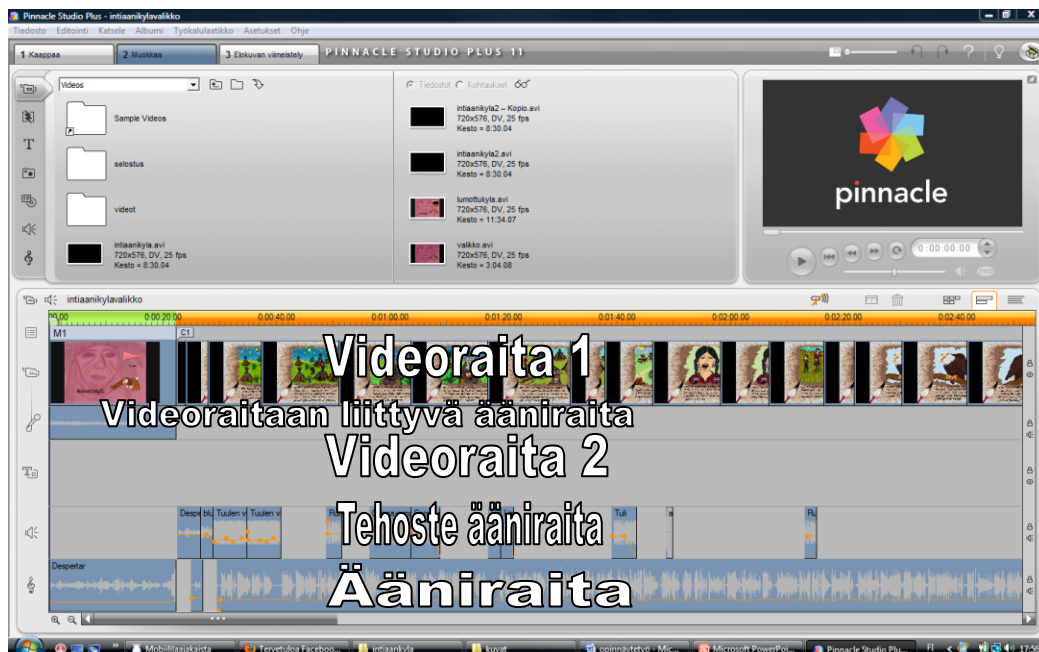 Pinnacle Studio Plus - intiaanikylavalikko
Tiedosto Editointi Katsele Albumi Työkalulaatikko Asetukset Ohje
1 Kaappaa 2 Muokkaa 3 Elokuvan viimeistely PINNACLE STUDIO PLUS 11
Videos
Tiedostot Kohtaukset
Sample Videos
selostus
videot
intiaanikyla.avi
720x576, DV, 25 fps
Kesto = 8:30.04
intiaanikyla2 – Kopio.avi
720x576, DV, 25 fps
Kesto = 8:30.04
intiaanikyla2.avi
720x576, DV, 25 fps
Kesto = 8:30.04
lumottukyla.avi
720x576, DV, 25 fps
Kesto = 11:34.07
valikko.avi
720x576, DV, 25 fps
Kesto = 3:04.08
pinnacle
0:00:00.00
intiaanikylavalikko
0:00:20.00 0:00:40.00 0:01:00.00 0:01:20.00 0:01:40.00 0:02:00.00 0:02:20.00 0:02:40.00
M1 C1
Videoraita 1
Videoraitaan liittyvä ääniraita
Videoraita 2
Despe blu Tuulen v Tuulen v Tuli a Ru
Tehoste ääniraita
Despertar
Ääniraita
Mobiililaajakaista Tervetuloa Faceboo... intiaankyla kuvat opinnäytetyö - Mic... Microsoft PowerPoi... Pinnacle Studio Plu... FI 17:56